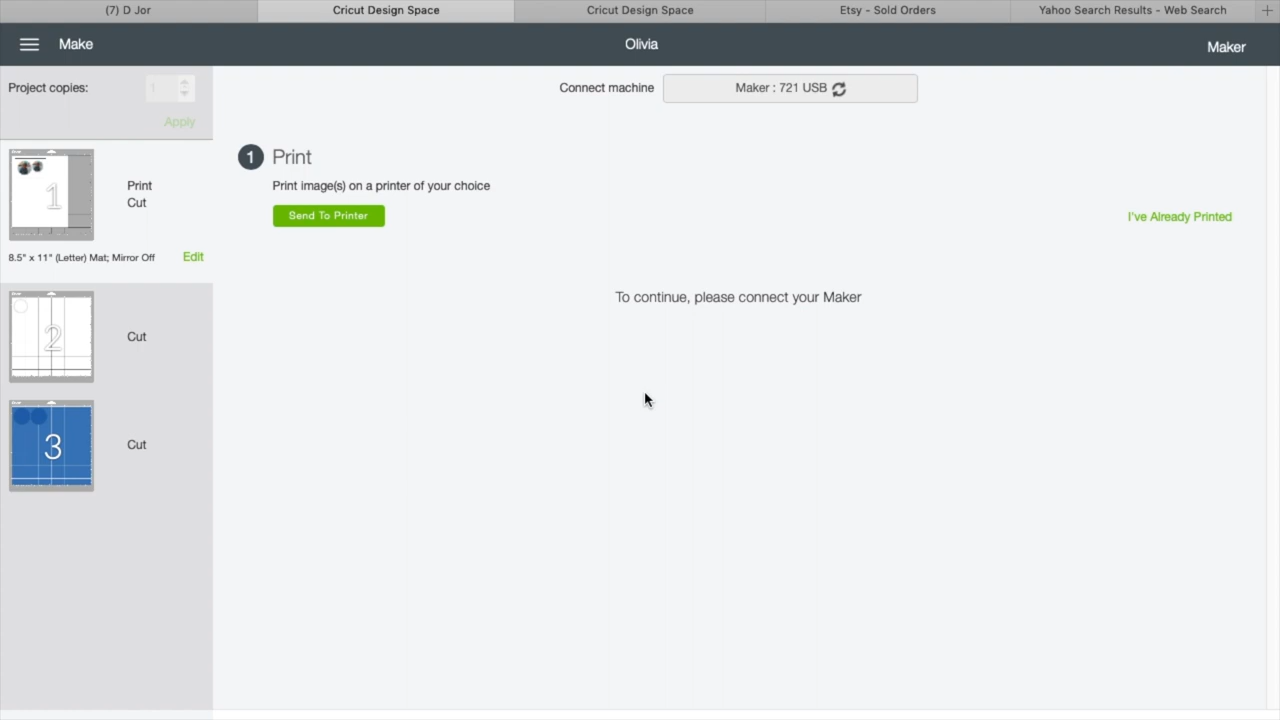 (7) D Jor
Cricut Design Space
Cricut Design Space
Etsy - Sold Orders
Yahoo Search Results - Web Search
Make
Olivia
Maker
Project copies:
Apply
Connect machine
Maker : 721 USB
1
Print
Print image(s) on a printer of your choice
Send To Printer
I've Already Printed
To continue, please connect your Maker
1
Print
Cut
8.5" x 11" (Letter) Mat; Mirror Off
Edit
2
Cut
3
Cut